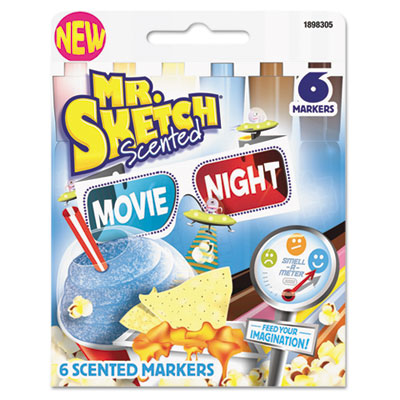 NEW
1898305
6
MARKERS
MR.
SKETCH
Scented
MOVIE
NIGHT
SMELL
-A-
METER
FEED YOUR
IMAGINATION!
6 SCENTED MARKERS